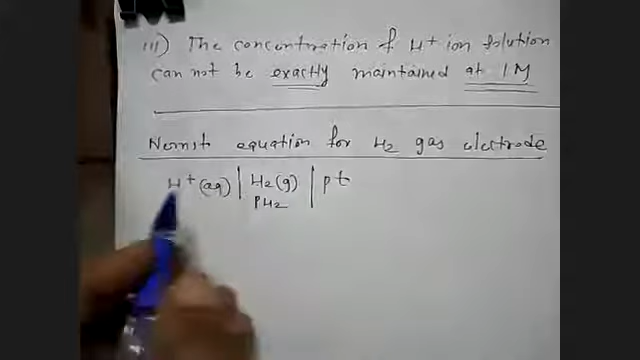 III) The concentration of H+ ion solution
can not be exactly maintained at 1M
Nernst equation for H2 gas electrode
H+(aq) | H2(g) | pt
PH2